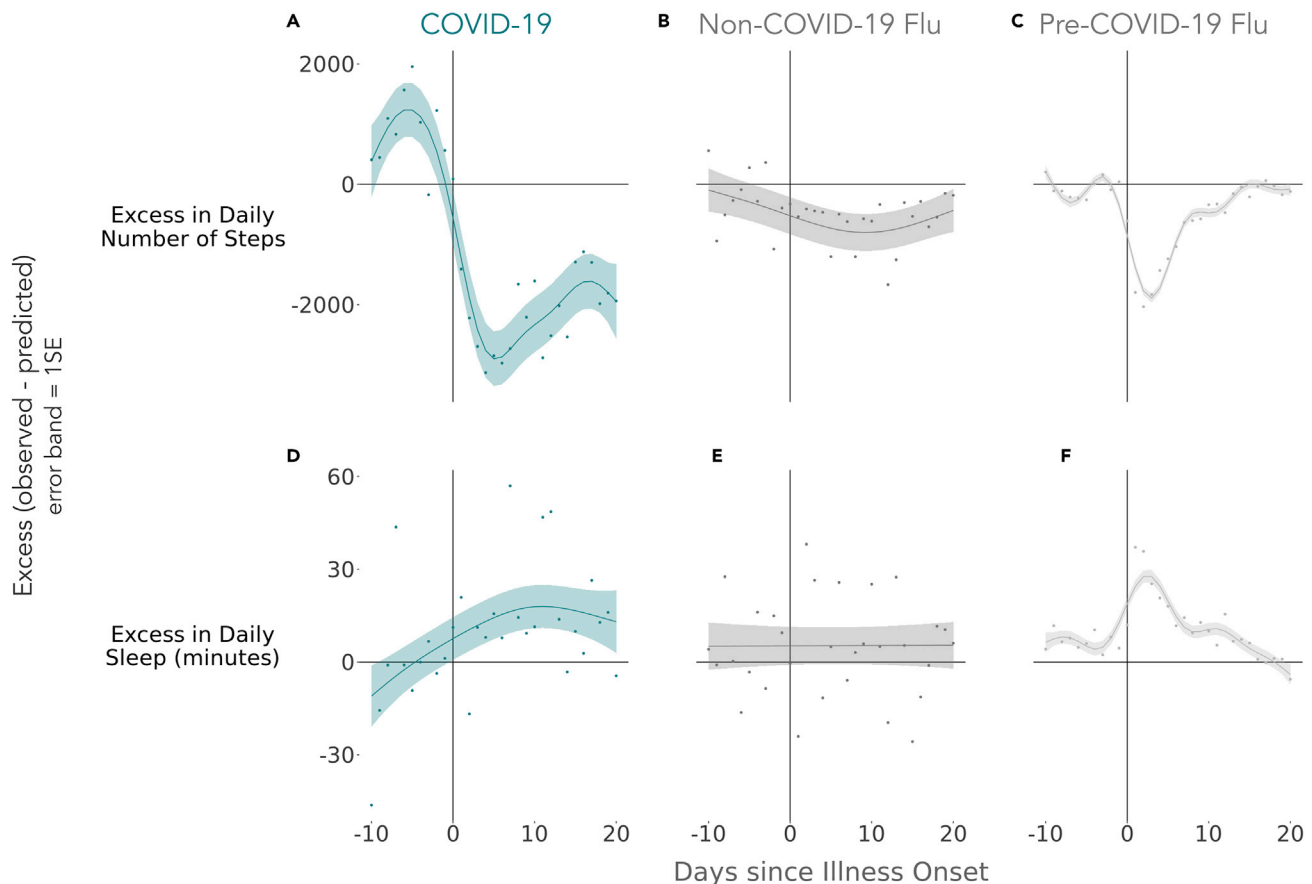 A COVID-19
B Non-COVID-19 Flu
C Pre-COVID-19 Flu
2000
0
-2000
Excess in Daily
Number of Steps
Excess (observed - predicted)
error band = 1SE
D
E
F
60
30
0
-30
Excess in Daily
Sleep (minutes)
-10 0 10 20
-10 0 10 20
-10 0 10 20
Days since Illness Onset